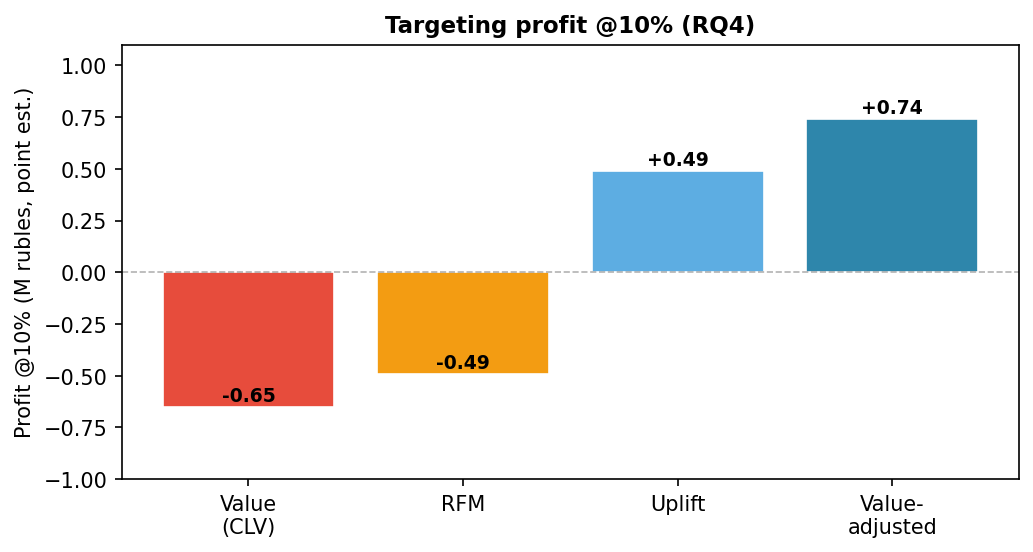 Targeting profit @10% (RQ4)
Profit @10% (M rubles, point est.)
1.00
0.75
0.50
0.25
0.00
−0.25
−0.50
−0.75
−1.00
-0.65
-0.49
+0.49
+0.74
Value
(CLV)
RFM
Uplift
Value-
adjusted